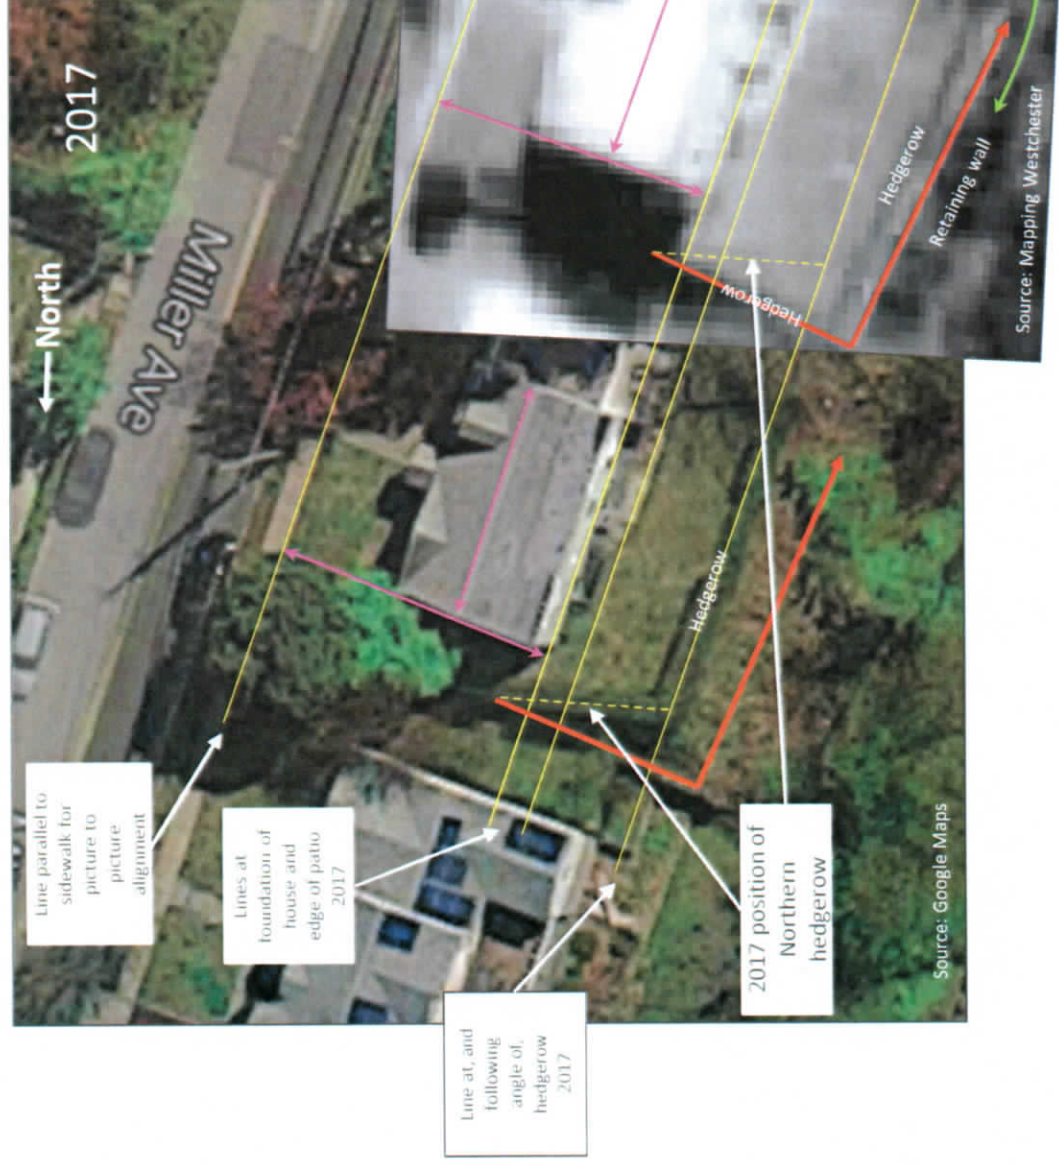 2017
North
Miller Ave
Line parallel to
sidewalk for
picture to
picture
alignment
Lines at
foundation of
house and
edge of patio
2017
Line at, and
following
angle of,
hedgerow
2017
2017 position of
Northern
hedgerow
Hedgerow
Hedgerow
Hedgerow
Retaining wall
Source: Google Maps
Source: Mapping Westchester